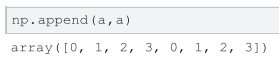 np.append(a,a)
array([0, 1, 2, 3, 0, 1, 2, 3])